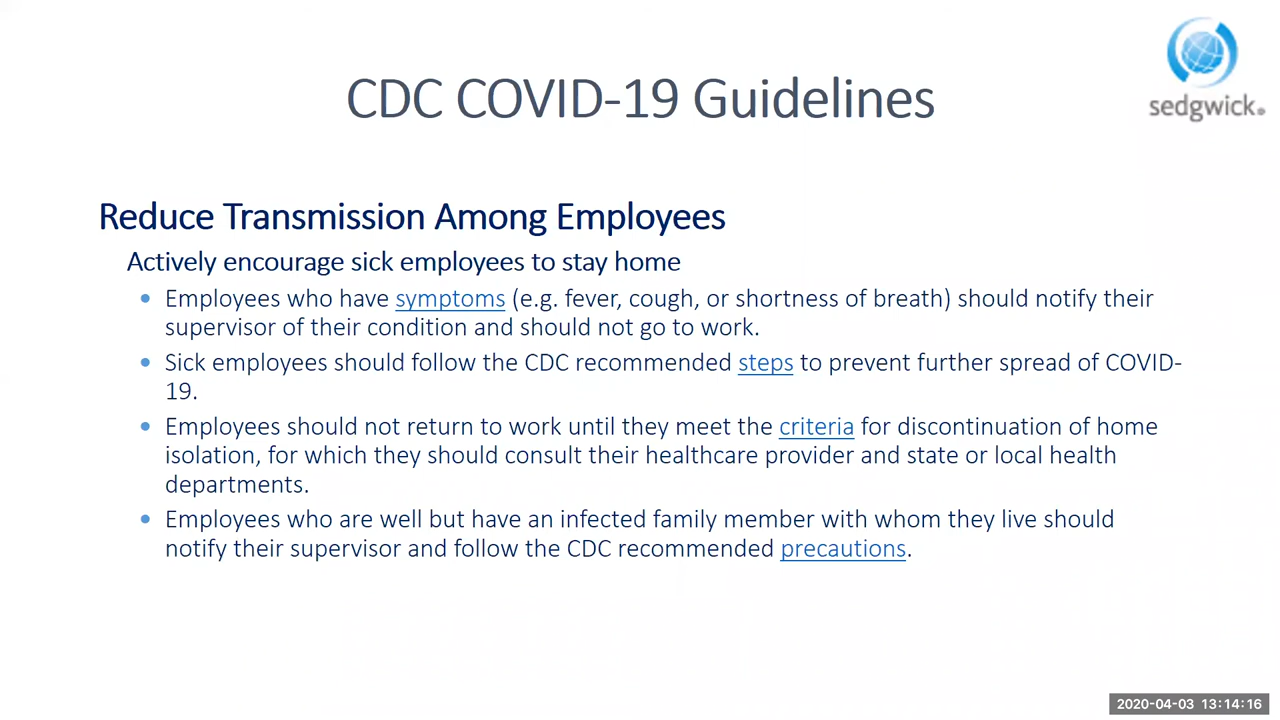 sedgwick®
CDC COVID-19 Guidelines
Reduce Transmission Among Employees
Actively encourage sick employees to stay home
• Employees who have symptoms (e.g. fever, cough, or shortness of breath) should notify their
supervisor of their condition and should not go to work.
• Sick employees should follow the CDC recommended steps to prevent further spread of COVID-
19.
• Employees should not return to work until they meet the criteria for discontinuation of home
isolation, for which they should consult their healthcare provider and state or local health
departments.
• Employees who are well but have an infected family member with whom they live should
notify their supervisor and follow the CDC recommended precautions.
2020-04-03 13:14:16